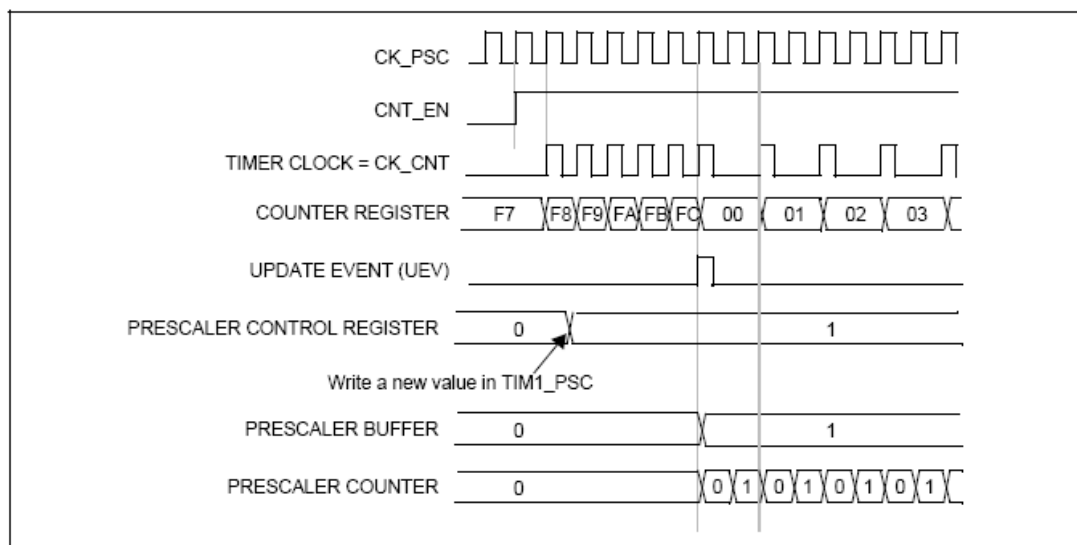 CK_PSC
CNT_EN
TIMER CLOCK = CK_CNT
COUNTER REGISTER F7 F8 F9 FA FB FC 00 01 02 03
UPDATE EVENT (UEV)
PRESCALER CONTROL REGISTER 0 1
Write a new value in TIM1_PSC
PRESCALER BUFFER 0 1
PRESCALER COUNTER 0 0 1 0 1 0 1 0 1